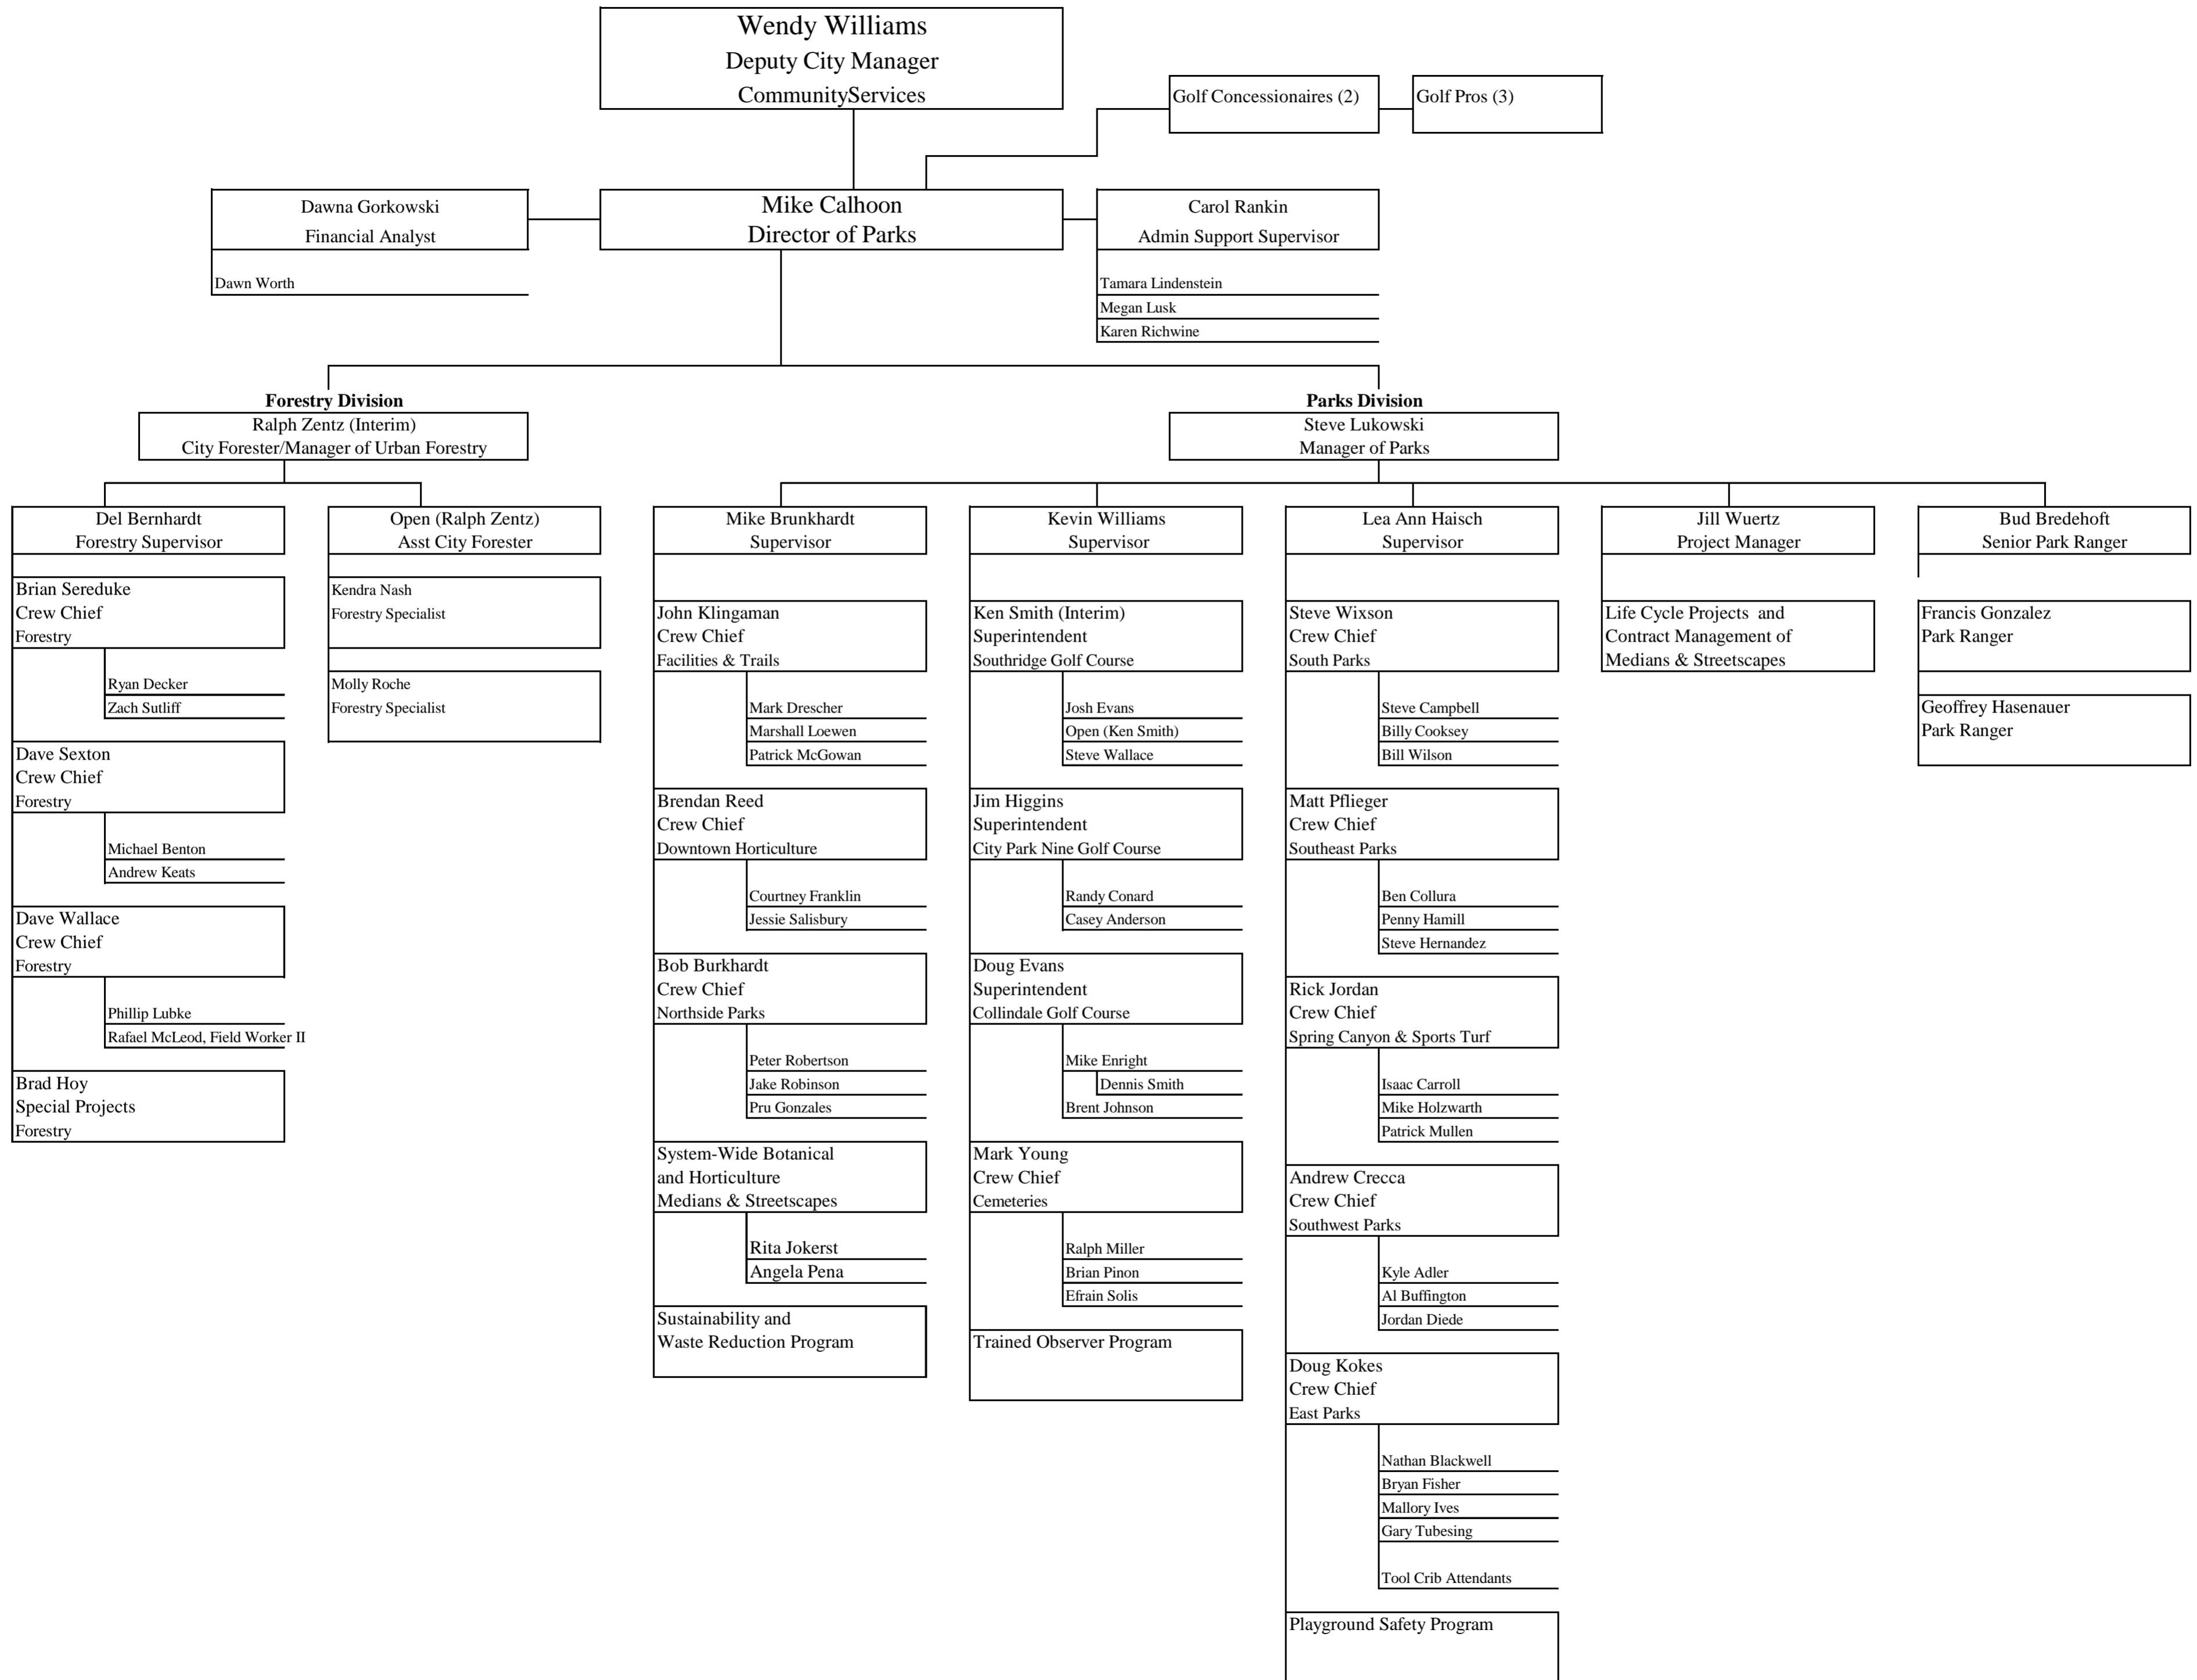 Wendy Williams
Deputy City Manager
CommunityServices
Golf Concessionaires (2)
Golf Pros (3)
Dawna Gorkowski
Financial Analyst
Dawn Worth
Mike Calhoon
Director of Parks
Carol Rankin
Admin Support Supervisor
Tamara Lindenstein
Megan Lusk
Karen Richwine
Forestry Division
Ralph Zentz (Interim)
City Forester/Manager of Urban Forestry
Parks Division
Steve Lukowski
Manager of Parks
Del Bernhardt
Forestry Supervisor
Brian Sereduke
Crew Chief
Forestry
Ryan Decker
Zach Sutliff
Dave Sexton
Crew Chief
Forestry
Michael Benton
Andrew Keats
Dave Wallace
Crew Chief
Forestry
Phillip Lubke
Rafael McLeod, Field Worker II
Brad Hoy
Special Projects
Forestry
Open (Ralph Zentz)
Asst City Forester
Kendra Nash
Forestry Specialist
Molly Roche
Forestry Specialist
Mike Brunkhardt
Supervisor
John Klingaman
Crew Chief
Facilities & Trails
Mark Drescher
Marshall Loewen
Patrick McGowan
Brendan Reed
Crew Chief
Downtown Horticulture
Courtney Franklin
Jessie Salisbury
Bob Burkhardt
Crew Chief
Northside Parks
Peter Robertson
Jake Robinson
Pru Gonzales
System-Wide Botanical
and Horticulture
Medians & Streetscapes
Rita Jokerst
Angela Pena
Sustainability and
Waste Reduction Program
Kevin Williams
Supervisor
Ken Smith (Interim)
Superintendent
Southridge Golf Course
Josh Evans
Open (Ken Smith)
Steve Wallace
Jim Higgins
Superintendent
City Park Nine Golf Course
Randy Conard
Casey Anderson
Doug Evans
Superintendent
Collindale Golf Course
Mike Enright
Dennis Smith
Brent Johnson
Mark Young
Crew Chief
Cemeteries
Ralph Miller
Brian Pinon
Efrain Solis
Trained Observer Program
Lea Ann Haisch
Supervisor
Steve Wixson
Crew Chief
South Parks
Steve Campbell
Billy Cooksey
Bill Wilson
Matt Pflieger
Crew Chief
Southeast Parks
Ben Collura
Penny Hamill
Steve Hernandez
Rick Jordan
Crew Chief
Spring Canyon & Sports Turf
Isaac Carroll
Mike Holzwarth
Patrick Mullen
Andrew Crecca
Crew Chief
Southwest Parks
Kyle Adler
Al Buffington
Jordan Diede
Doug Kokes
Crew Chief
East Parks
Nathan Blackwell
Bryan Fisher
Mallory Ives
Gary Tubesing
Tool Crib Attendants
Playground Safety Program
Jill Wuertz
Project Manager
Life Cycle Projects and
Contract Management of
Medians & Streetscapes
Bud Bredehoft
Senior Park Ranger
Francis Gonzalez
Park Ranger
Geoffrey Hasenauer
Park Ranger